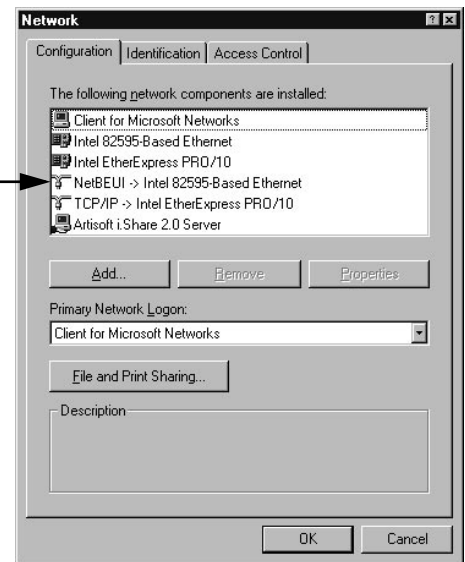 Network
Configuration Identification Access Control
The following network components are installed:
Client for Microsoft Networks
Intel 82595-Based Ethernet
Intel EtherExpress PRO/10
NetBEUI -> Intel 82595-Based Ethernet
TCP/IP -> Intel EtherExpress PRO/10
Artisoft i.Share 2.0 Server
Add... Remove Properties
Primary Network Logon:
Client for Microsoft Networks
File and Print Sharing...
Description
OK Cancel